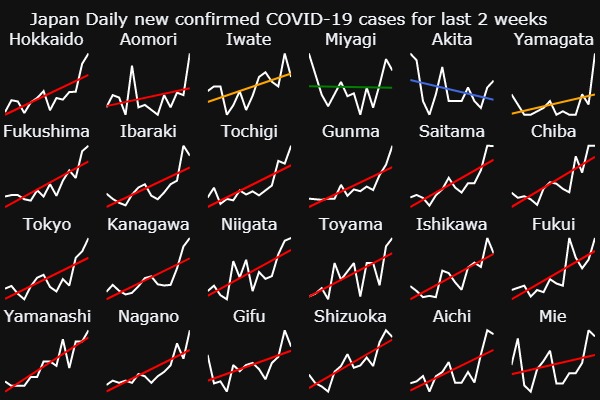 Japan Daily new confirmed COVID-19 cases for last 2 weeks
Hokkaido Aomori Iwate Miyagi Akita Yamagata
Fukushima Ibaraki Tochigi Gunma Saitama Chiba
Tokyo Kanagawa Niigata Toyama Ishikawa Fukui
Yamanashi Nagano Gifu Shizuoka Aichi Mie